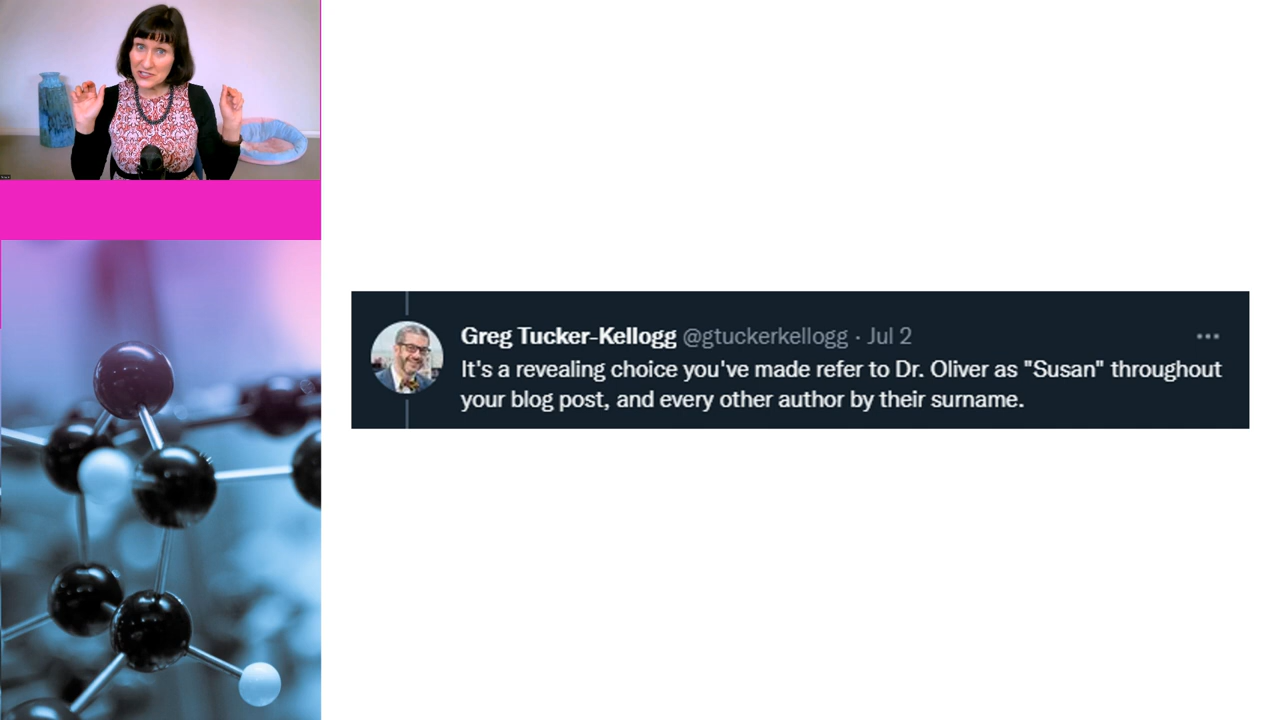 Greg Tucker-Kellogg @gtuckerkellogg · Jul 2
It's a revealing choice you've made refer to Dr. Oliver as "Susan" throughout
your blog post, and every other author by their surname.